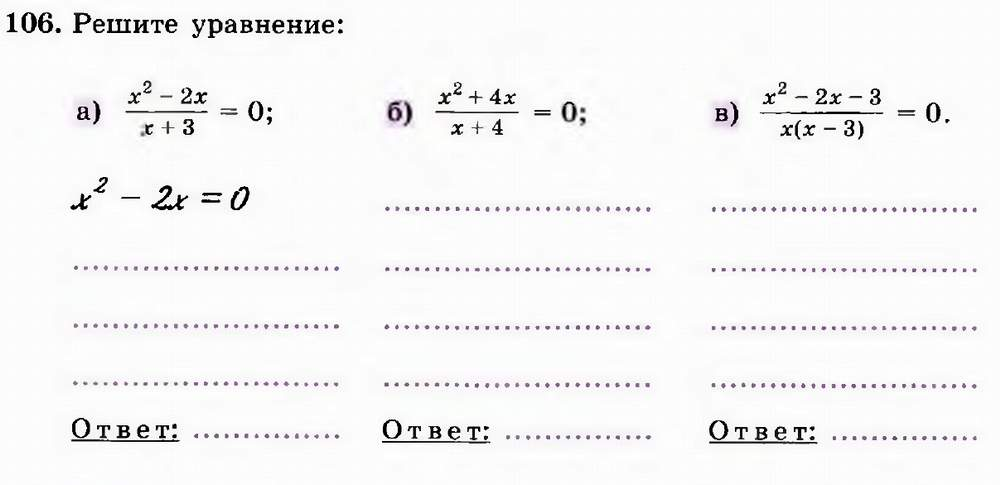 106. Решите уравнение:
а) (x² − 2x)/(x + 3) = 0; б) (x² + 4x)/(x + 4) = 0; в) (x² − 2x − 3)/(x(x − 3)) = 0.
x² − 2x = 0
Ответ: Ответ: Ответ: